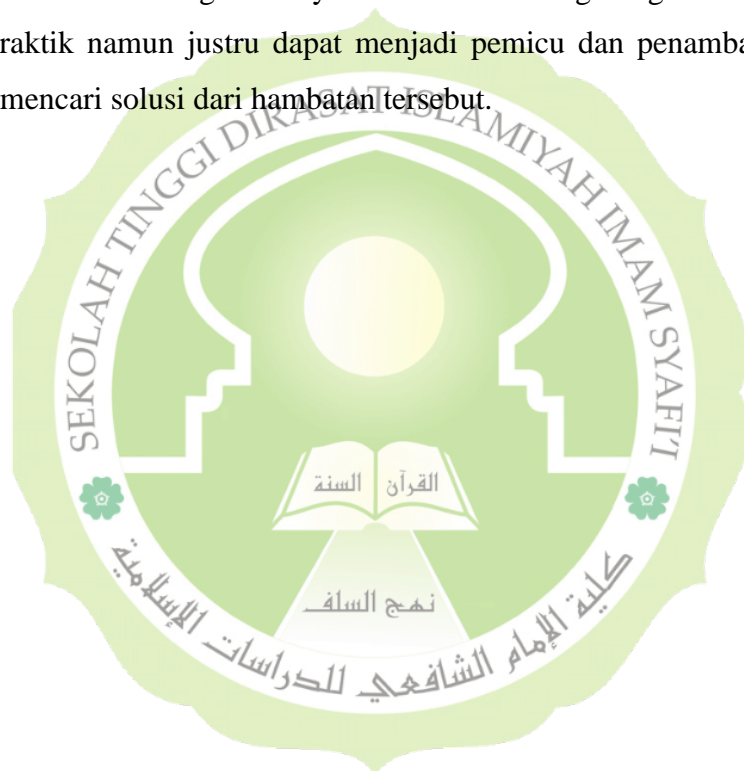 raktik namun justru dapat menjadi pemicu dan penamba
mencari solusi dari hambatan tersebut.
SEKOLAH TINGGI DIRASAT ISLAMIYAH IMAM SYAFI'I
القرآن السنة
نهج السلف
كلية الإمام الشافعي للدراسات الإسلامية